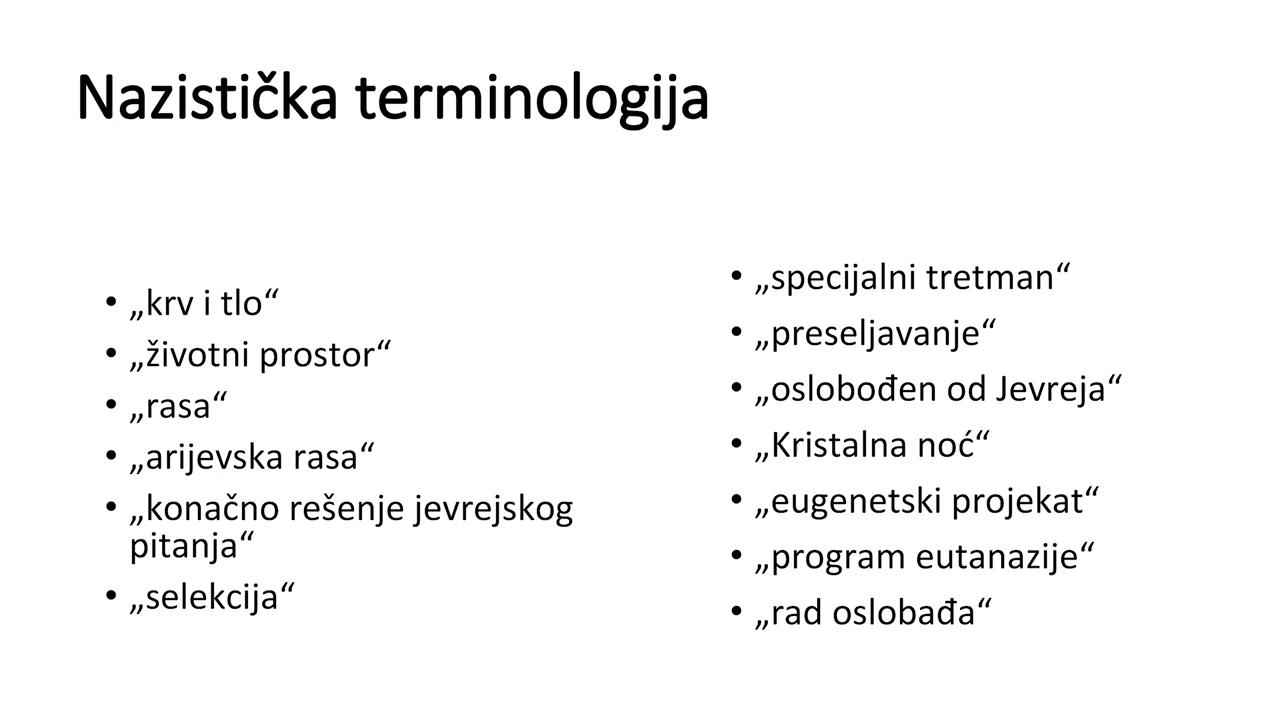 Nazistička terminologija
• „krv i tlo“
• „životni prostor“
• „rasa“
• „arijevska rasa“
• „konačno rešenje jevrejskog
pitanja“
• „selekcija“
• „specijalni tretman“
• „preseljavanje“
• „oslobođen od Jevreja“
• „Kristalna noć“
• „eugenetski projekat“
• „program eutanazije“
• „rad oslobađa“